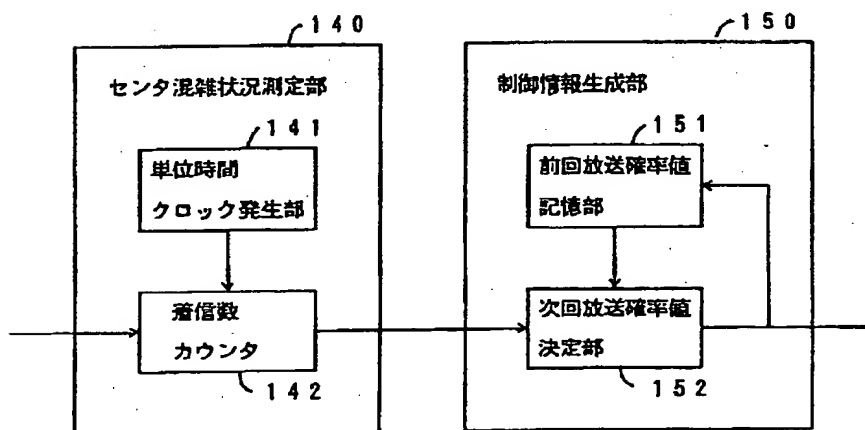 140
センタ混雑状況測定部
141
単位時間
クロック発生部
着信数
カウンタ
142
150
制御情報生成部
151
前回放送確率値
記憶部
次回放送確率値
決定部
152